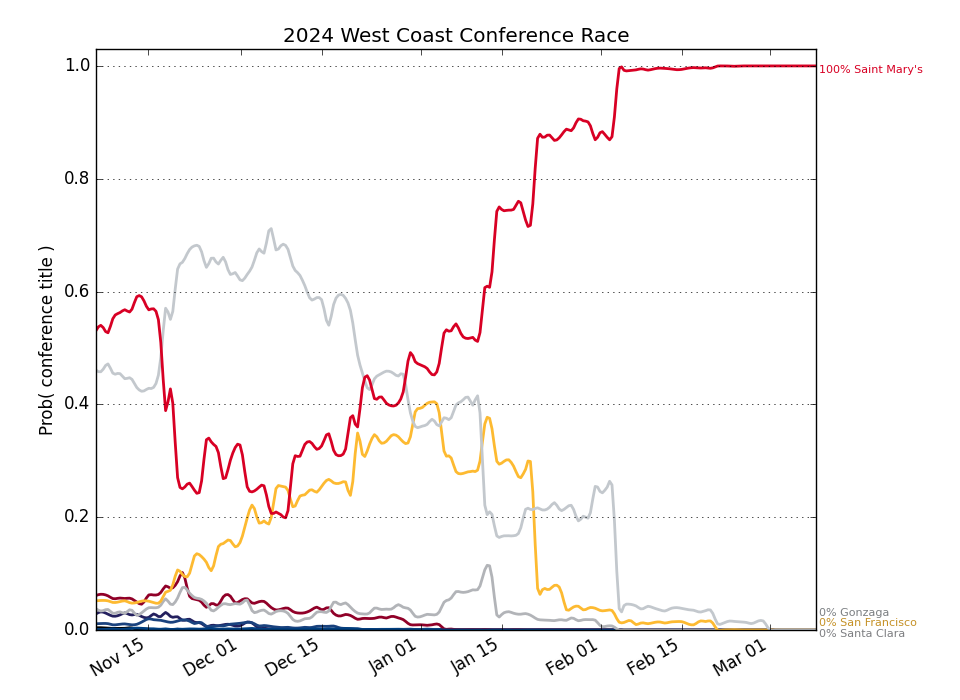 2024 West Coast Conference Race
Prob( conference title )
1.0
0.8
0.6
0.4
0.2
0.0
100% Saint Mary's
0% Gonzaga
0% San Francisco
0% Santa Clara
Nov 15
Dec 01
Dec 15
Jan 01
Jan 15
Feb 01
Feb 15
Mar 01